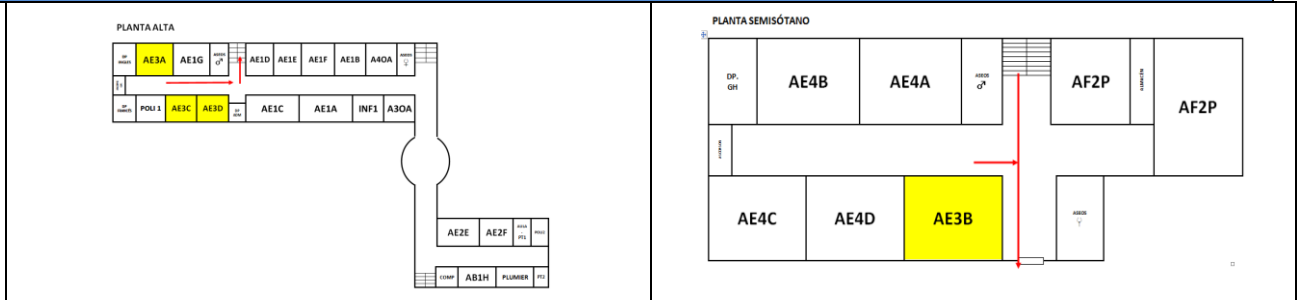 PLANTA ALTA
AE3A
AE1G
ASEOS
AE1D
AE1E
AE1F
AE1B
A4OA
ASEOS
POLI 1
AE3C
AE3D
AE1C
AE1A
INF1
A3OA
AE2E
AE2F
AULA
PT1
COMP
AB1H
PLUMIER
PT2
PLANTA SEMISÓTANO
DP.
GH
AE4B
AE4A
ASEOS
AF2P
ALMACÉN
AF2P
AE4C
AE4D
AE3B
ASEOS